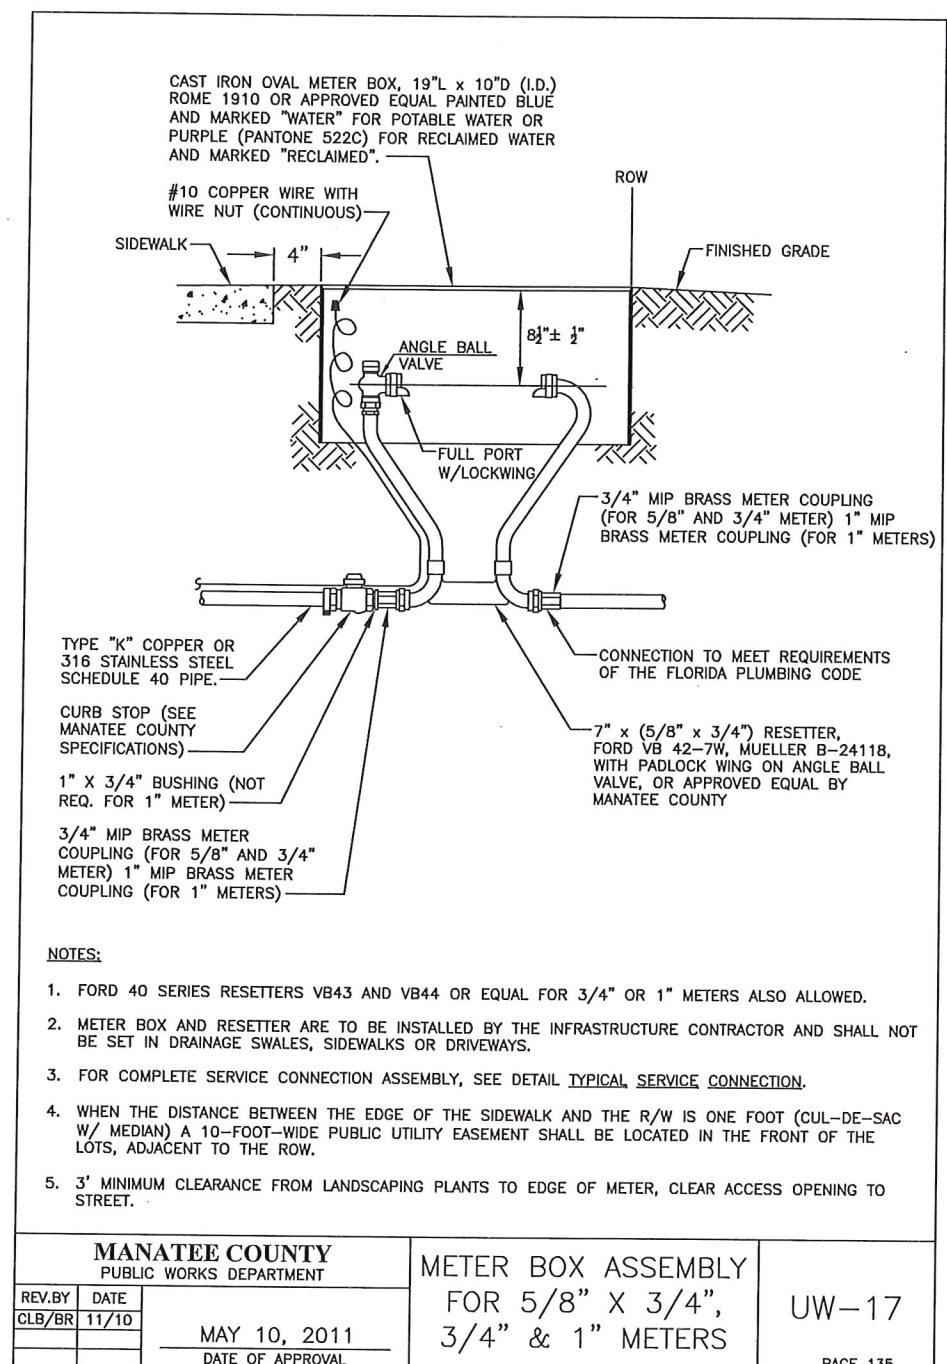 CAST IRON OVAL METER BOX, 19"L x 10"D (I.D.)
ROME 1910 OR APPROVED EQUAL PAINTED BLUE
AND MARKED "WATER" FOR POTABLE WATER OR
PURPLE (PANTONE 522C) FOR RECLAIMED WATER
AND MARKED "RECLAIMED".
ROW
#10 COPPER WIRE WITH
WIRE NUT (CONTINUOUS)
SIDEWALK
4"
FINISHED GRADE
8½"± ½"
ANGLE BALL
VALVE
FULL PORT
W/LOCKWING
3/4" MIP BRASS METER COUPLING
(FOR 5/8" AND 3/4" METER) 1" MIP
BRASS METER COUPLING (FOR 1" METERS)
TYPE "K" COPPER OR
316 STAINLESS STEEL
SCHEDULE 40 PIPE.
CONNECTION TO MEET REQUIREMENTS
OF THE FLORIDA PLUMBING CODE
CURB STOP (SEE
MANATEE COUNTY
SPECIFICATIONS)
7" x (5/8" x 3/4") RESETTER,
FORD VB 42-7W, MUELLER B-24118,
WITH PADLOCK WING ON ANGLE BALL
VALVE, OR APPROVED EQUAL BY
MANATEE COUNTY
1" X 3/4" BUSHING (NOT
REQ. FOR 1" METER)
3/4" MIP BRASS METER
COUPLING (FOR 5/8" AND 3/4"
METER) 1" MIP BRASS METER
COUPLING (FOR 1" METERS)
NOTES:
1. FORD 40 SERIES RESETTERS VB43 AND VB44 OR EQUAL FOR 3/4" OR 1" METERS ALSO ALLOWED.
2. METER BOX AND RESETTER ARE TO BE INSTALLED BY THE INFRASTRUCTURE CONTRACTOR AND SHALL NOT
BE SET IN DRAINAGE SWALES, SIDEWALKS OR DRIVEWAYS.
3. FOR COMPLETE SERVICE CONNECTION ASSEMBLY, SEE DETAIL TYPICAL SERVICE CONNECTION.
4. WHEN THE DISTANCE BETWEEN THE EDGE OF THE SIDEWALK AND THE R/W IS ONE FOOT (CUL-DE-SAC
W/ MEDIAN) A 10-FOOT-WIDE PUBLIC UTILITY EASEMENT SHALL BE LOCATED IN THE FRONT OF THE
LOTS, ADJACENT TO THE ROW.
5. 3' MINIMUM CLEARANCE FROM LANDSCAPING PLANTS TO EDGE OF METER, CLEAR ACCESS OPENING TO
STREET.
MANATEE COUNTY
PUBLIC WORKS DEPARTMENT
REV.BY DATE
CLB/BR 11/10
MAY 10, 2011
DATE OF APPROVAL
METER BOX ASSEMBLY
FOR 5/8" X 3/4",
3/4" & 1" METERS
UW-17
PAGE 135